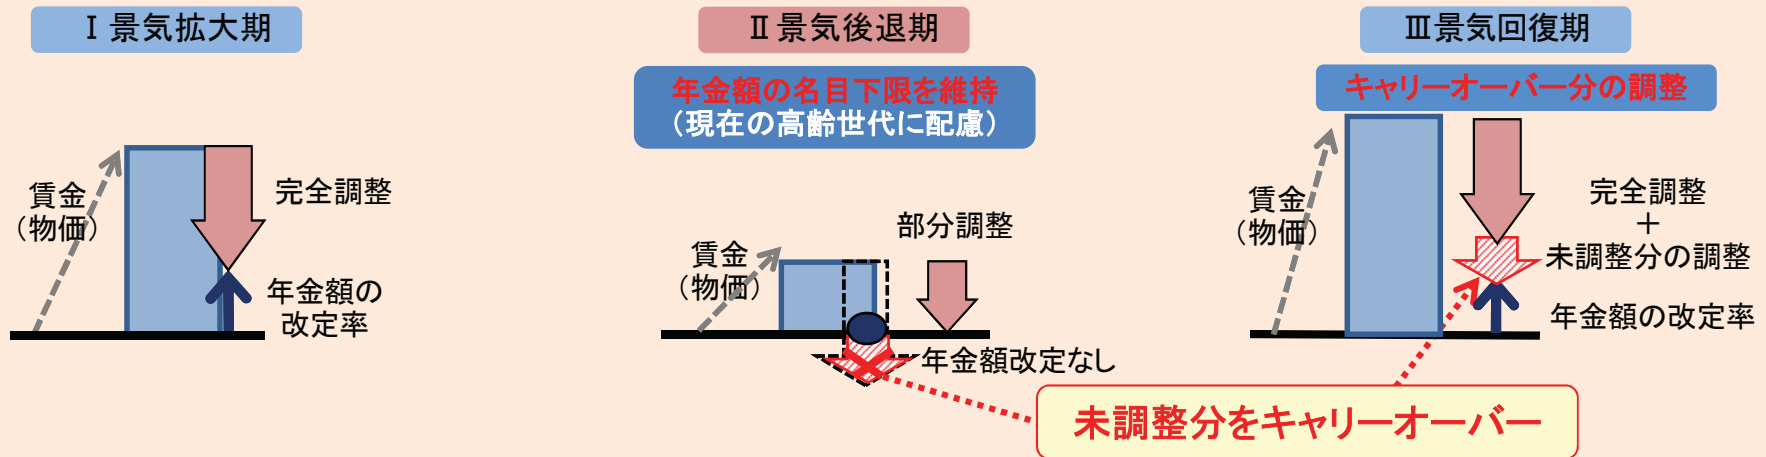 Ⅰ 景気拡大期
賃金
（物価）
完全調整
年金額の
改定率
Ⅱ 景気後退期
年金額の名目下限を維持
（現在の高齢世代に配慮）
賃金
（物価）
部分調整
年金額改定なし
Ⅲ景気回復期
キャリーオーバー分の調整
賃金
（物価）
完全調整
＋
未調整分の調整
年金額の改定率
未調整分をキャリーオーバー